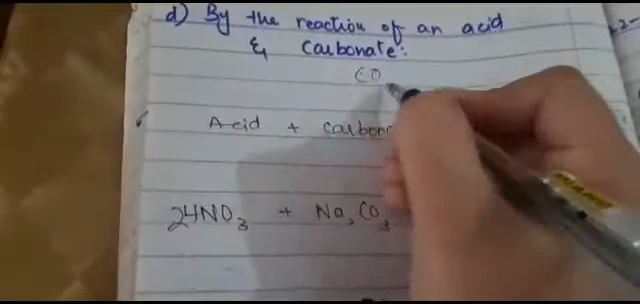 d) By the reaction of an acid
& Carbonate:
CO
Acid + carbon
2HNO3 + Na2CO3